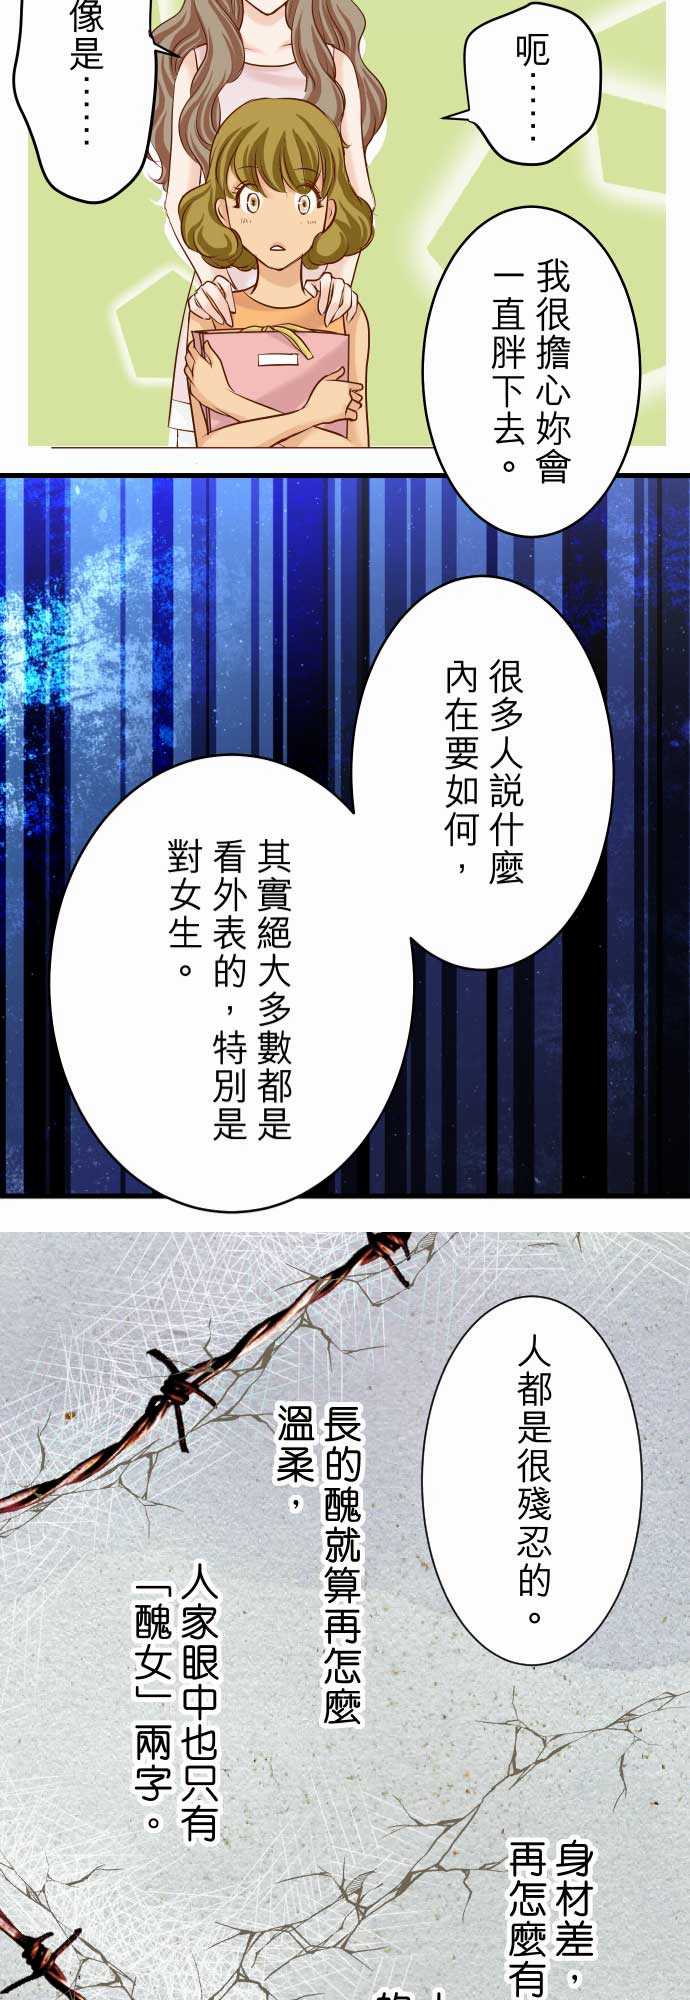 呃……
像是……
我很擔心妳會
一直胖下去。
很多人說什麼
內在要如何，
其實絕大多數都是
看外表的，特別是
對女生。
人都是很殘忍的。
長的醜就算再怎麼
溫柔，
人家眼中也只有
「醜女」兩字。
身材差，
再怎麼有